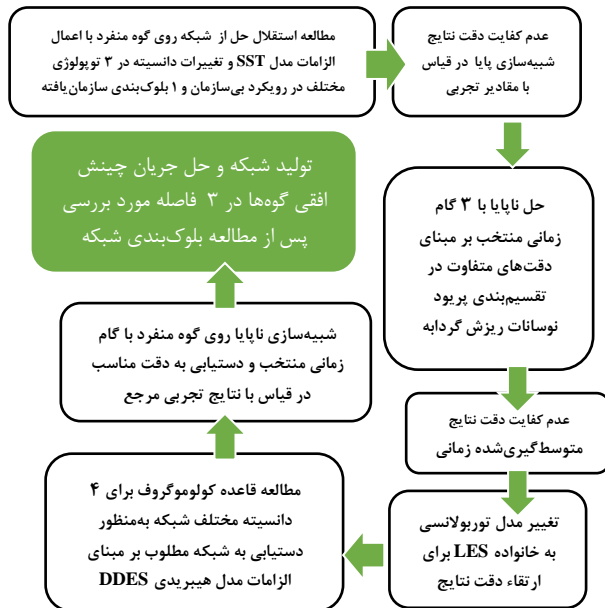 مطالعه استقلال حل از شبکه روی گوه منفرد با اعمال
الزامات مدل SST و تغییرات دانسیته در ۳ توپولوژی
مختلف در رویکرد بی‌سازمان و ۱ بلوک‌بندی سازمان‌یافته
عدم کفایت دقت نتایج
شبیه‌سازی پایا در قیاس
با مقادیر تجربی
حل ناپایا با ۳ گام
زمانی منتخب بر مبنای
دقت‌های متفاوت در
تقسیم‌بندی پریود
نوسانات ریزش گردابه
عدم کفایت دقت نتایج
متوسط‌گیری‌شده زمانی
تغییر مدل توربولانسی
به خانواده LES برای
ارتقاء دقت نتایج
مطالعه قاعده کولوموگروف برای ۴
دانسیته مختلف شبکه به‌منظور
دستیابی به شبکه مطلوب بر مبنای
الزامات مدل هیبریدی DDES
شبیه‌سازی ناپایا روی گوه منفرد با گام
زمانی منتخب و دستیابی به دقت مناسب
در قیاس با نتایج تجربی مرجع
تولید شبکه و حل جریان چینش
افقی گوه‌ها در ۳ فاصله مورد بررسی
پس از مطالعه بلوک‌بندی شبکه